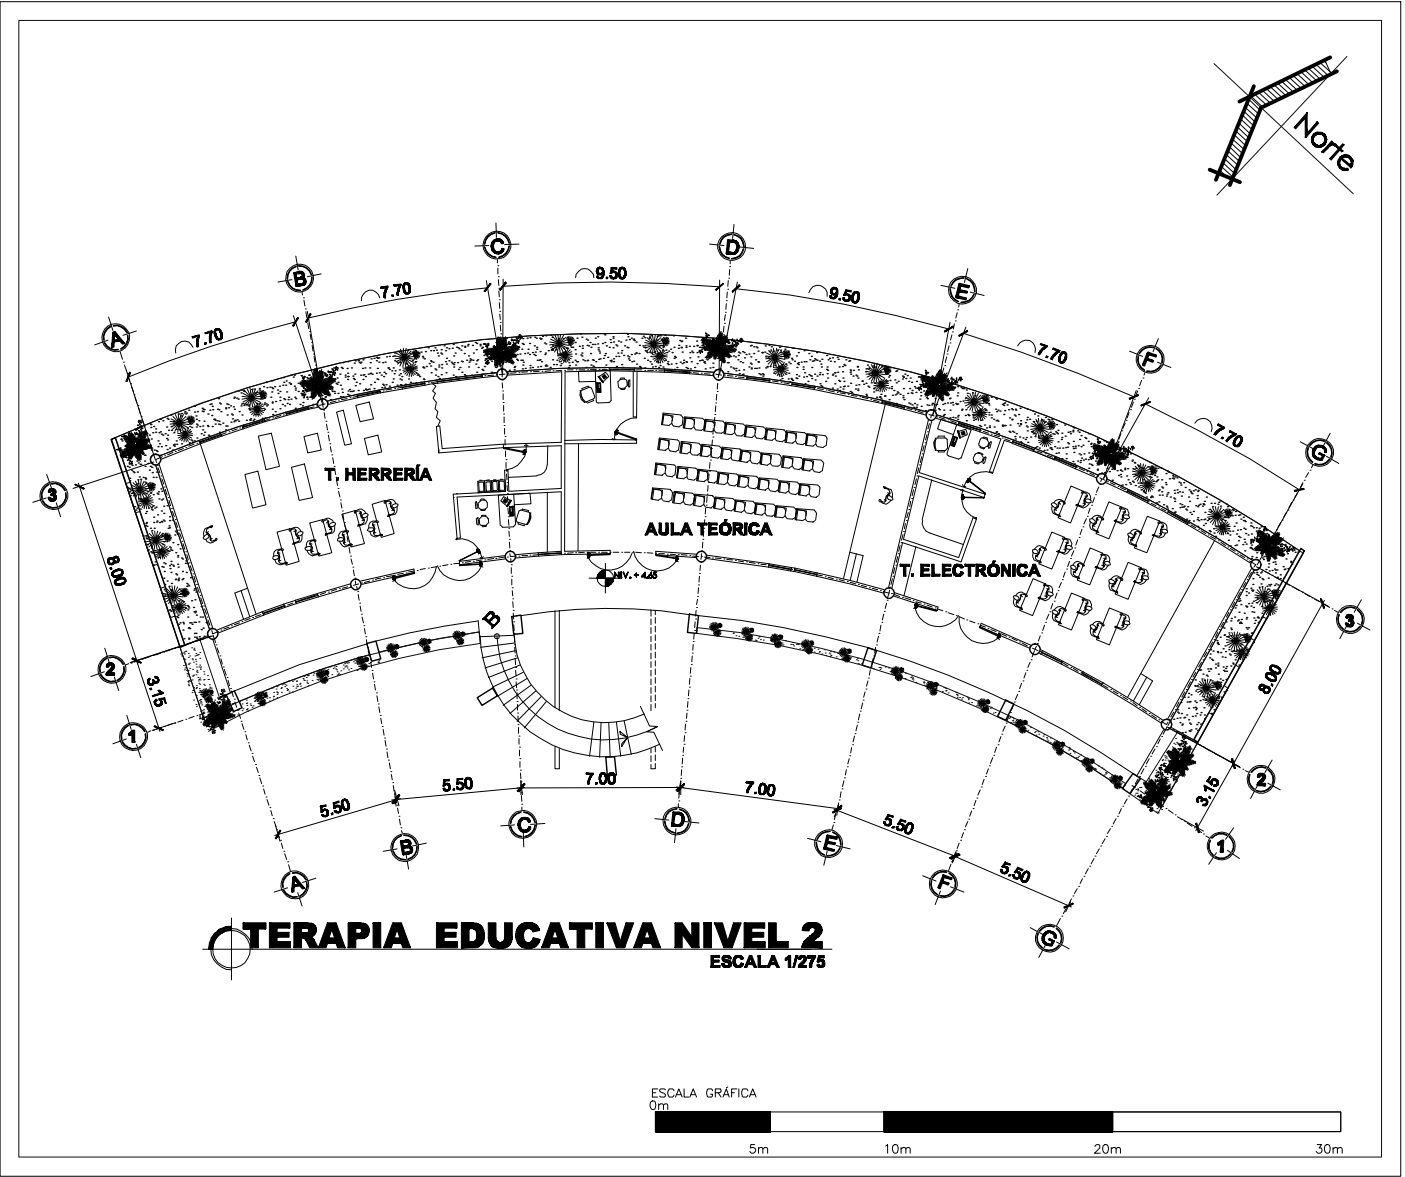 Norte
A
B
C
D
E
F
G
7.70
7.70
9.50
9.50
7.70
7.70
3
8.00
2
3.15
1
T. HERRERÍA
AULA TEÓRICA
T. ELECTRÓNICA
NIV. + 4.65
B
3
8.00
2
3.15
1
5.50
5.50
7.00
7.00
5.50
5.50
A
B
C
D
E
F
G
TERAPIA EDUCATIVA NIVEL 2
ESCALA 1/275
ESCALA GRÁFICA
0m
5m
10m
20m
30m